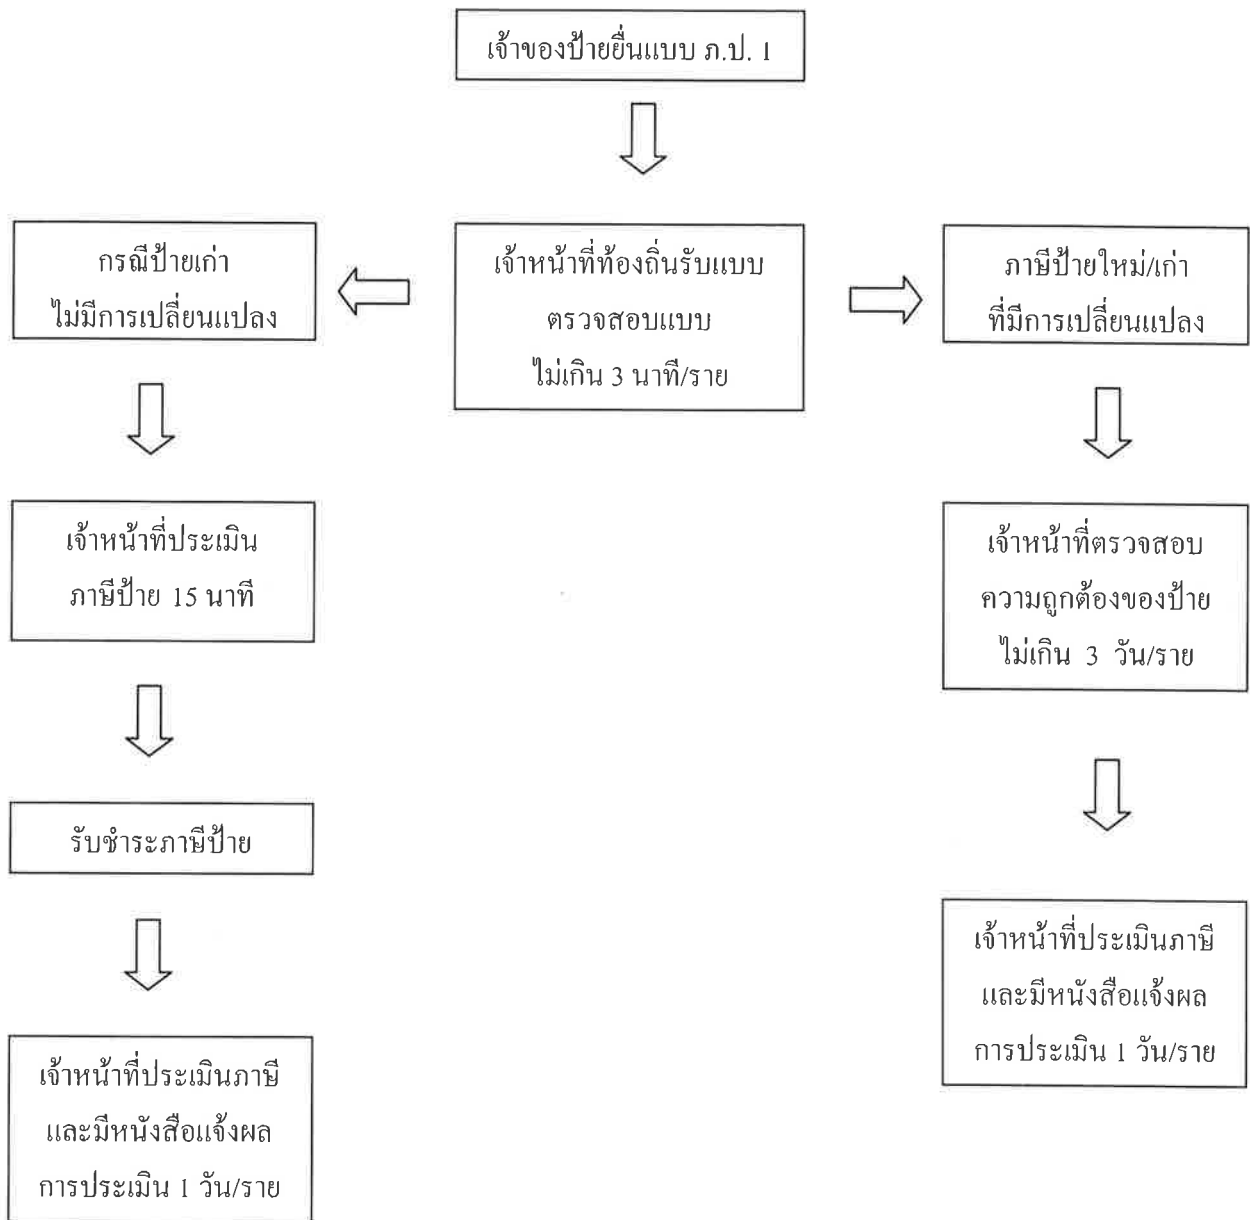 เจ้าของป้ายยื่นแบบ ภ.ป. 1
กรณีป้ายเก่า
ไม่มีการเปลี่ยนแปลง
เจ้าหน้าที่ท้องถิ่นรับแบบ
ตรวจสอบแบบ
ไม่เกิน 3 นาที/ราย
ภาษีป้ายใหม่/เก่า
ที่มีการเปลี่ยนแปลง
เจ้าหน้าที่ประเมิน
ภาษีป้าย 15 นาที
เจ้าหน้าที่ตรวจสอบ
ความถูกต้องของป้าย
ไม่เกิน 3 วัน/ราย
รับชำระภาษีป้าย
เจ้าหน้าที่ประเมินภาษี
และมีหนังสือแจ้งผล
การประเมิน 1 วัน/ราย
เจ้าหน้าที่ประเมินภาษี
และมีหนังสือแจ้งผล
การประเมิน 1 วัน/ราย